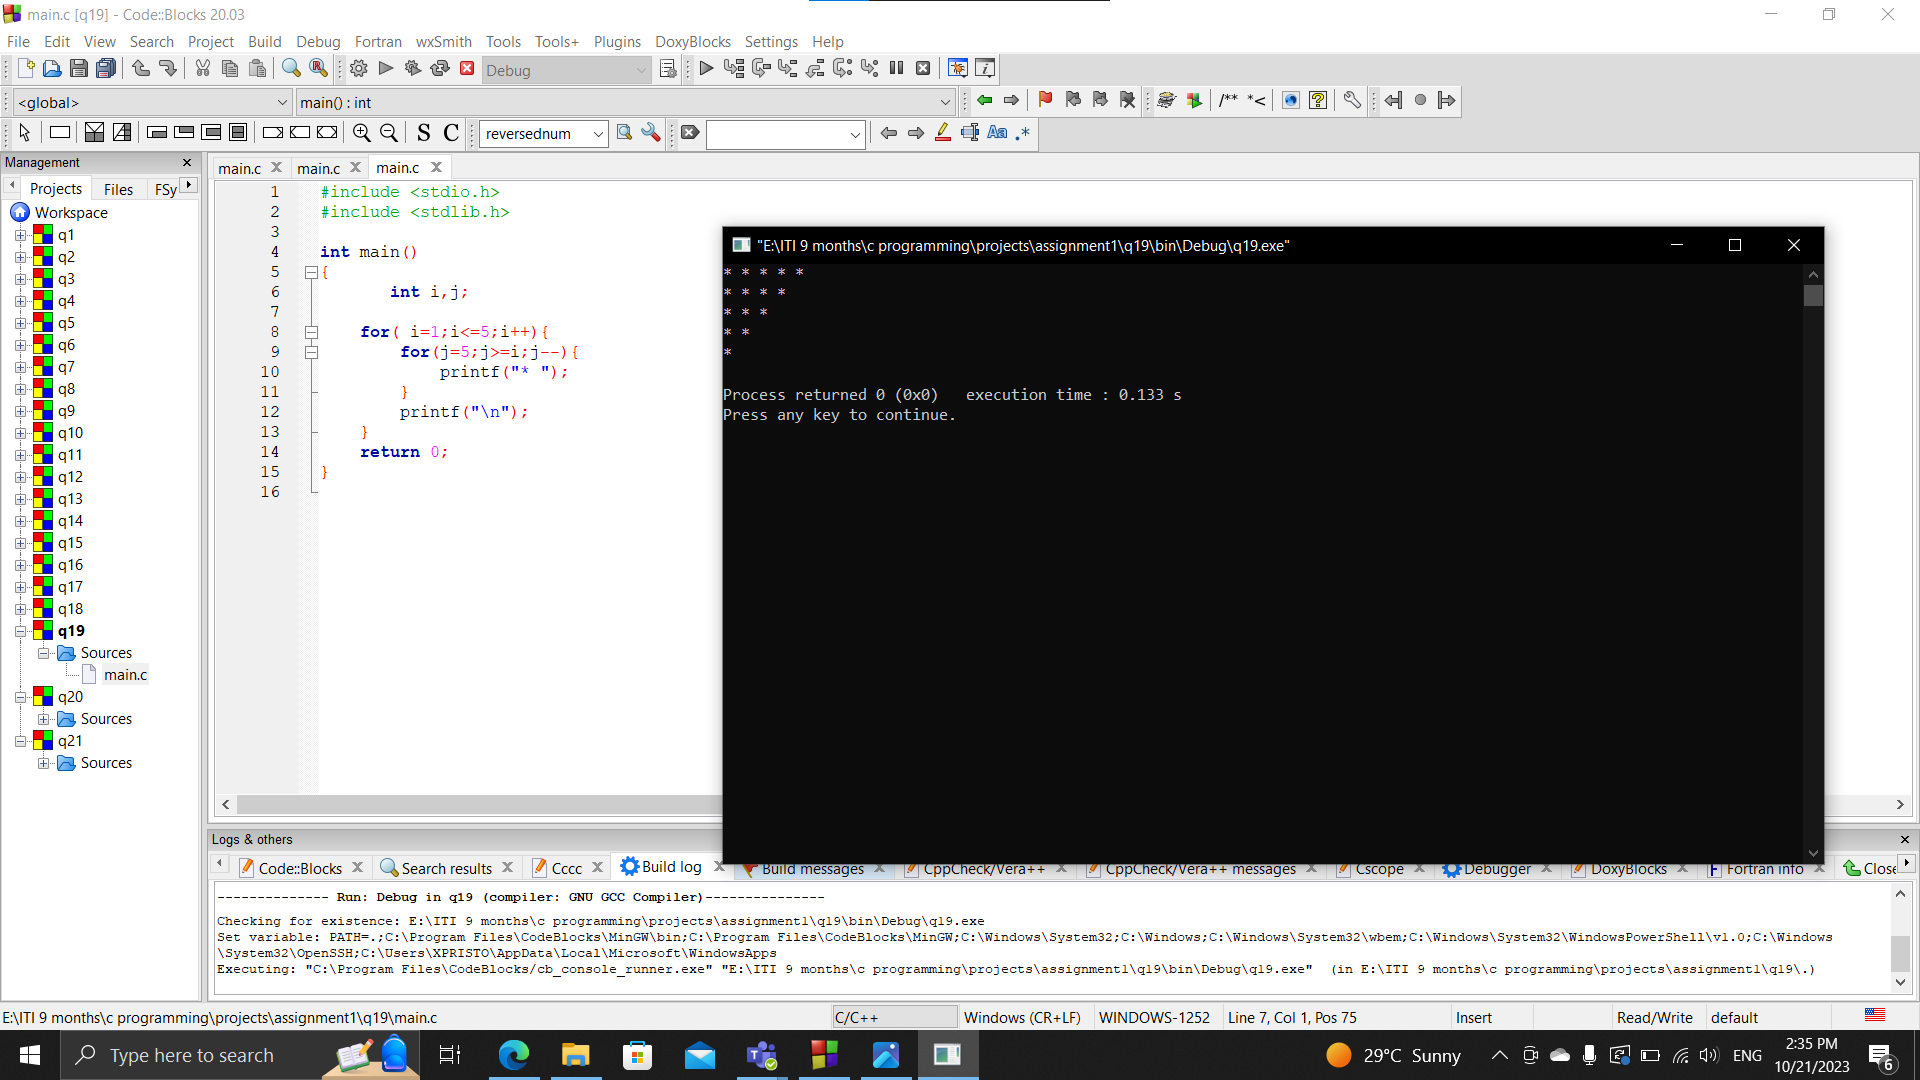 main.c [q19] - Code::Blocks 20.03
File Edit View Search Project Build Debug Fortran wxSmith Tools Tools+ Plugins DoxyBlocks Settings Help
Debug
<global> main() : int
/** *<
S C reversednum Aa .*
Management
Projects Files FSy
main.c main.c main.c
Workspace
q1
q2
q3
q4
q5
q6
q7
q8
q9
q10
q11
q12
q13
q14
q15
q16
q17
q18
q19
Sources
main.c
q20
Sources
q21
Sources
1 #include <stdio.h>
2 #include <stdlib.h>
3
4 int main()
5 {
6 int i,j;
7
8 for( i=1;i<=5;i++){
9 for(j=5;j>=i;j--){
10 printf("* ");
11 }
12 printf("\n");
13 }
14 return 0;
15 }
16
"E:\ITI 9 months\c programming\projects\assignment1\q19\bin\Debug\q19.exe"
* * * * *
* * * *
* * *
* *
*
Process returned 0 (0x0)   execution time : 0.133 s
Press any key to continue.
Logs & others
Code::Blocks Search results Cccc Build log Build messages CppCheck/Vera++ CppCheck/Vera++ messages Cscope Debugger DoxyBlocks Fortran info Close
-------------- Run: Debug in q19 (compiler: GNU GCC Compiler)---------------
Checking for existence: E:\ITI 9 months\c programming\projects\assignment1\q19\bin\Debug\q19.exe
Set variable: PATH=.;C:\Program Files\CodeBlocks\MinGW\bin;C:\Program Files\CodeBlocks\MinGW;C:\Windows\System32;C:\Windows;C:\Windows\System32\wbem;C:\Windows\System32\WindowsPowerShell\v1.0;C:\Windows
\System32\OpenSSH;C:\Users\XPRISTO\AppData\Local\Microsoft\WindowsApps
Executing: "C:\Program Files\CodeBlocks/cb_console_runner.exe" "E:\ITI 9 months\c programming\projects\assignment1\q19\bin\Debug\q19.exe"  (in E:\ITI 9 months\c programming\projects\assignment1\q19\.)
E:\ITI 9 months\c programming\projects\assignment1\q19\main.c C/C++ Windows (CR+LF) WINDOWS-1252 Line 7, Col 1, Pos 75 Insert Read/Write default
Type here to search 29°C Sunny ENG 2:35 PM
10/21/2023 6